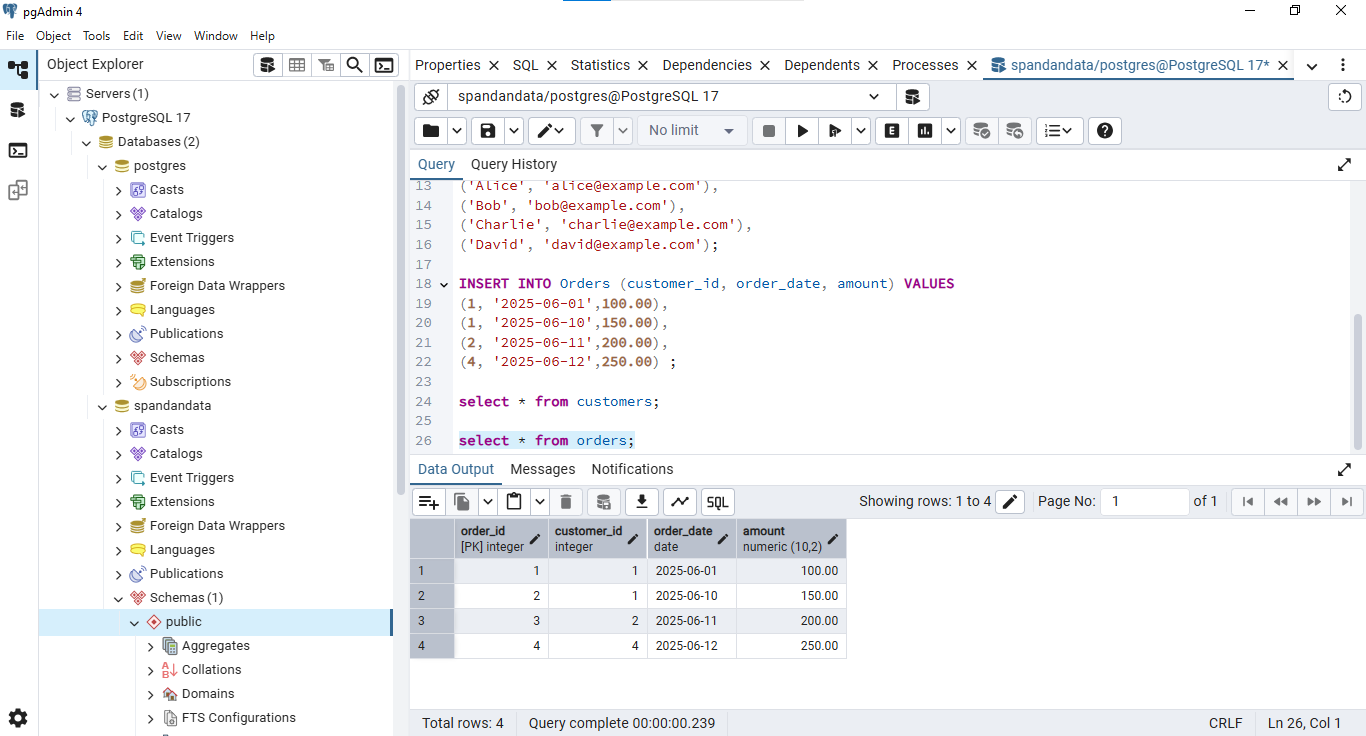 pgAdmin 4
File Object Tools Edit View Window Help
Object Explorer
Servers (1)
PostgreSQL 17
Databases (2)
postgres
Casts
Catalogs
Event Triggers
Extensions
Foreign Data Wrappers
Languages
Publications
Schemas
Subscriptions
spandandata
Casts
Catalogs
Event Triggers
Extensions
Foreign Data Wrappers
Languages
Publications
Schemas (1)
public
Aggregates
Collations
Domains
FTS Configurations
Properties SQL Statistics Dependencies Dependents Processes spandandata/postgres@PostgreSQL 17*
spandandata/postgres@PostgreSQL 17
No limit E
Query Query History
13 ('Alice', 'alice@example.com'),
14 ('Bob', 'bob@example.com'),
15 ('Charlie', 'charlie@example.com'),
16 ('David', 'david@example.com');
17
18 INSERT INTO Orders (customer_id, order_date, amount) VALUES
19 (1, '2025-06-01',100.00),
20 (1, '2025-06-10',150.00),
21 (2, '2025-06-11',200.00),
22 (4, '2025-06-12',250.00) ;
23
24 select * from customers;
25
26 select * from orders;
Data Output Messages Notifications
SQL Showing rows: 1 to 4 Page No: 1 of 1
order_id customer_id order_date amount
[PK] integer integer date numeric (10,2)
1 1 1 2025-06-01 100.00
2 2 1 2025-06-10 150.00
3 3 2 2025-06-11 200.00
4 4 4 2025-06-12 250.00
Total rows: 4 Query complete 00:00:00.239 CRLF Ln 26, Col 1